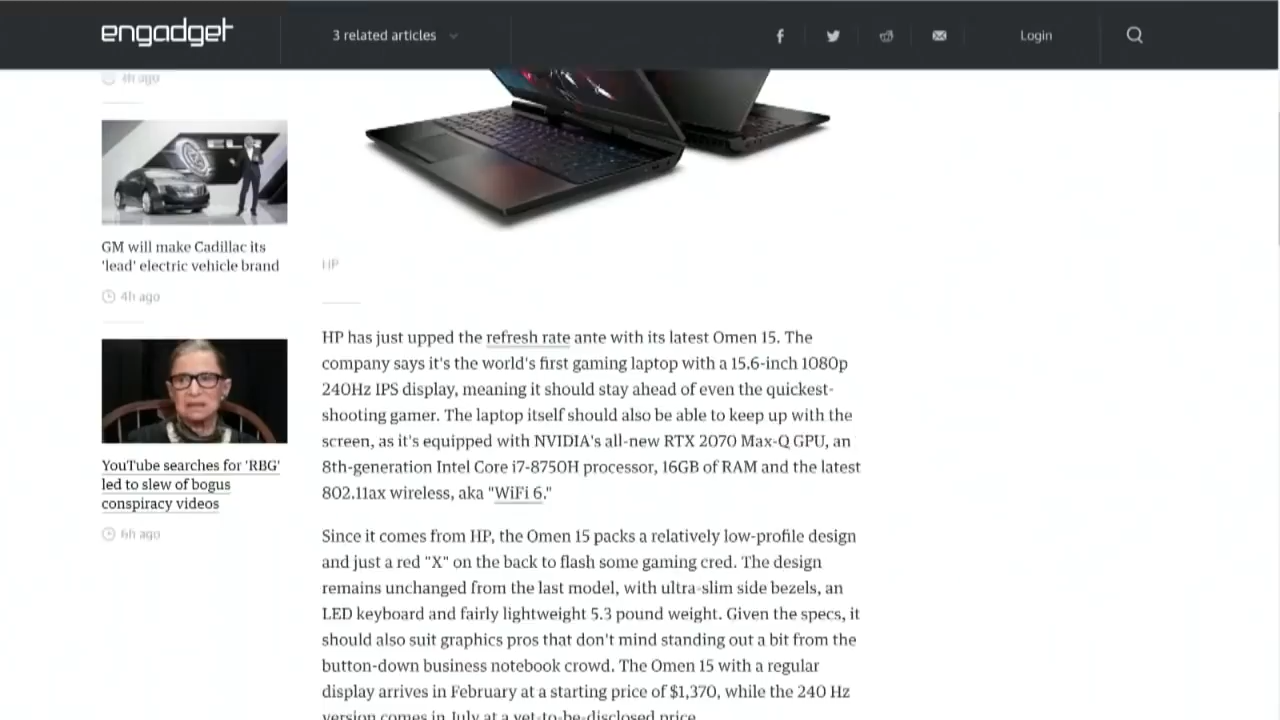 engadget
3 related articles
Login
4h ago
ELR
GM will make Cadillac its
'lead' electric vehicle brand
4h ago
YouTube searches for 'RBG'
led to slew of bogus
conspiracy videos
6h ago
HP
HP has just upped the refresh rate ante with its latest Omen 15. The
company says it's the world's first gaming laptop with a 15.6-inch 1080p
240Hz IPS display, meaning it should stay ahead of even the quickest-
shooting gamer. The laptop itself should also be able to keep up with the
screen, as it's equipped with NVIDIA's all-new RTX 2070 Max-Q GPU, an
8th-generation Intel Core i7-8750H processor, 16GB of RAM and the latest
802.11ax wireless, aka "WiFi 6."
Since it comes from HP, the Omen 15 packs a relatively low-profile design
and just a red "X" on the back to flash some gaming cred. The design
remains unchanged from the last model, with ultra-slim side bezels, an
LED keyboard and fairly lightweight 5.3 pound weight. Given the specs, it
should also suit graphics pros that don't mind standing out a bit from the
button-down business notebook crowd. The Omen 15 with a regular
display arrives in February at a starting price of $1,370, while the 240 Hz
version comes in July at a yet-to-be-disclosed price.